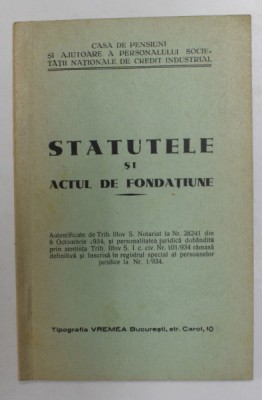 CASA DE PENSIUNI
ȘI AJUTOARE A PERSONALULUI SOCIE-
TĂȚII NAȚIONALE DE CREDIT INDUSTRIAL
STATUTELE
ȘI
ACTUL DE FONDAȚIUNE
Autentificate de Trib. Ilfov S. Notariat la Nr. 28241 din
6 Octombrie 1934, și personalitatea juridică dobândită
prin sentința Trib. Ilfov S. I c. civ. Nr. 101/934 rămasă
definitivă și înscrisă în registrul special al persoanelor
juridice la Nr. 1/934.
Tipografia VREMEA București, str. Carol, 10